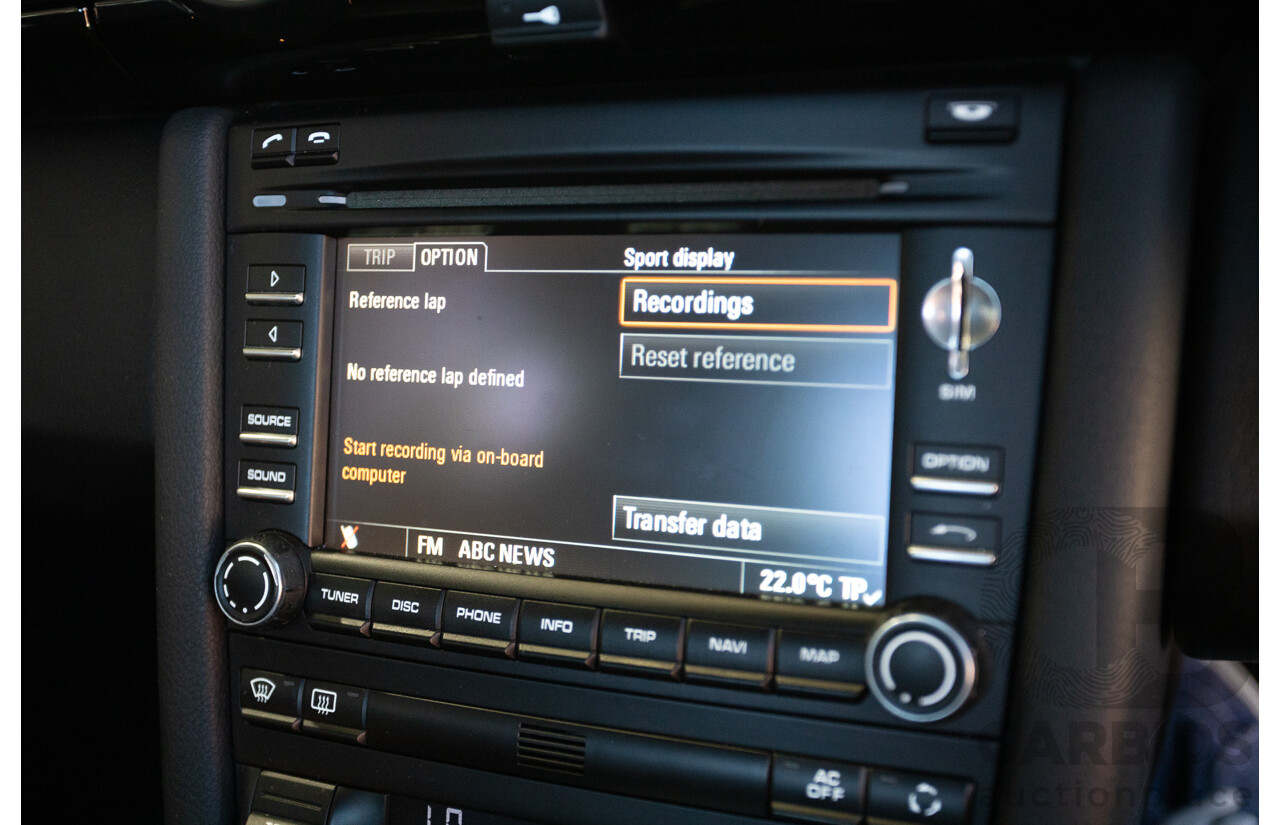 TRIP OPTION Sport display
Reference lap
Recordings
Reset reference
No reference lap defined
Start recording via on-board
computer
Transfer data
FM ABC NEWS
22.0°C TP
SOURCE
SOUND
SIM
OPTION
TUNER DISC PHONE INFO TRIP NAVI MAP
AC
OFF